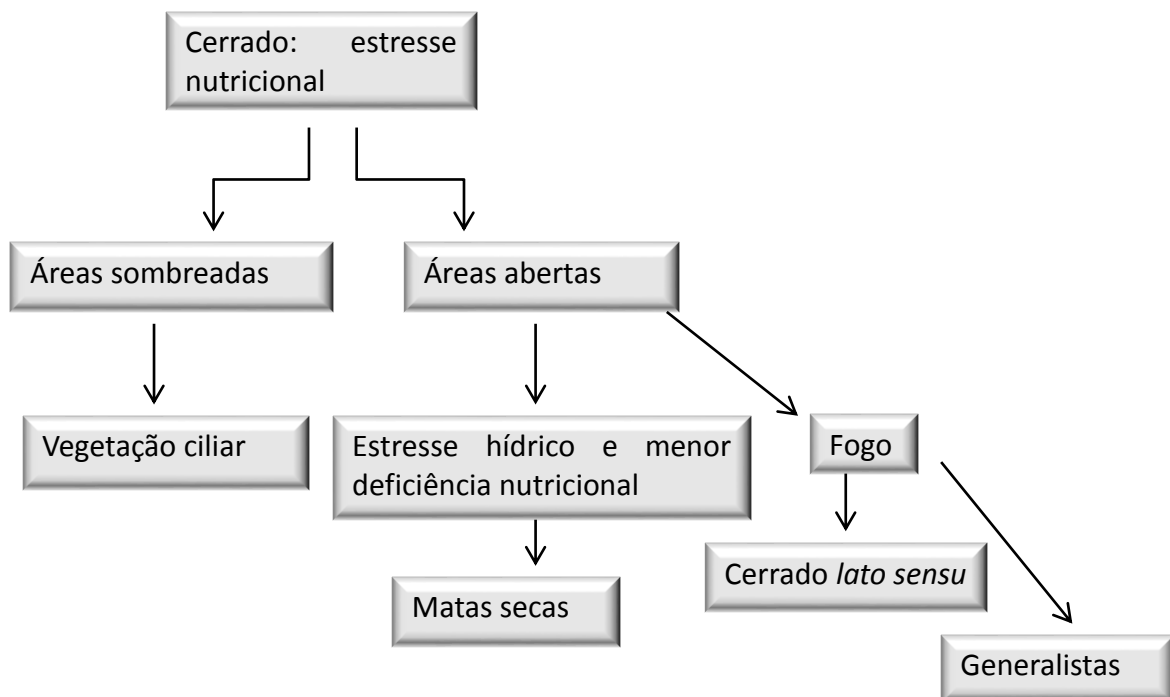 Cerrado: estresse
nutricional
Áreas sombreadas
Áreas abertas
Vegetação ciliar
Estresse hídrico e menor
deficiência nutricional
Fogo
Cerrado lato sensu
Matas secas
Generalistas